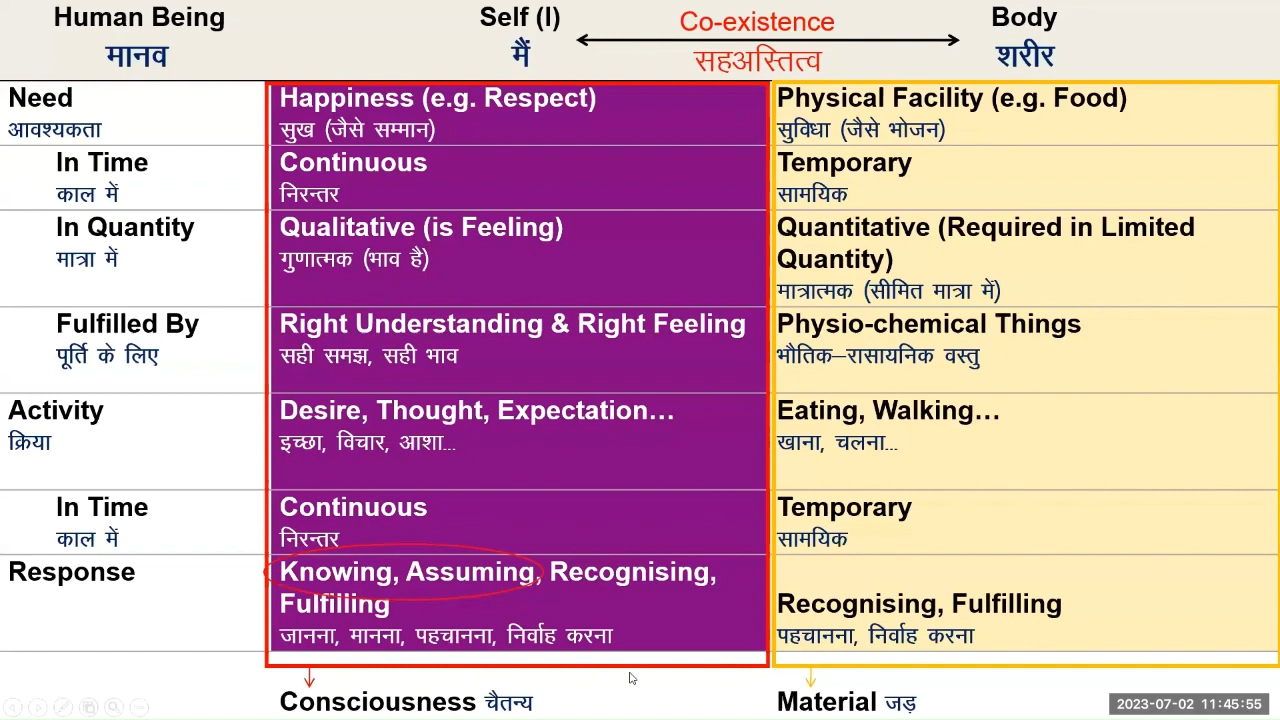 Human Being Self (I) Co-existence Body
मानव मैं सहअस्तित्व शरीर
Need Happiness (e.g. Respect) Physical Facility (e.g. Food)
आवश्यकता सुख (जैसे सम्मान) सुविधा (जैसे भोजन)
In Time Continuous Temporary
काल में निरन्तर सामयिक
In Quantity Qualitative (is Feeling) Quantitative (Required in Limited
Quantity)
मात्रा में गुणात्मक (भाव है) मात्रात्मक (सीमित मात्रा में)
Fulfilled By Right Understanding & Right Feeling Physio-chemical Things
पूर्ति के लिए सही समझ, सही भाव भौतिक–रासायनिक वस्तु
Activity Desire, Thought, Expectation… Eating, Walking…
क्रिया इच्छा, विचार, आशा... खाना, चलना...
In Time Continuous Temporary
काल में निरन्तर सामयिक
Response Knowing, Assuming, Recognising,
Fulfilling Recognising, Fulfilling
जानना, मानना, पहचानना, निर्वाह करना पहचानना, निर्वाह करना
Consciousness चैतन्य Material जड़
2023-07-02 11:45:55